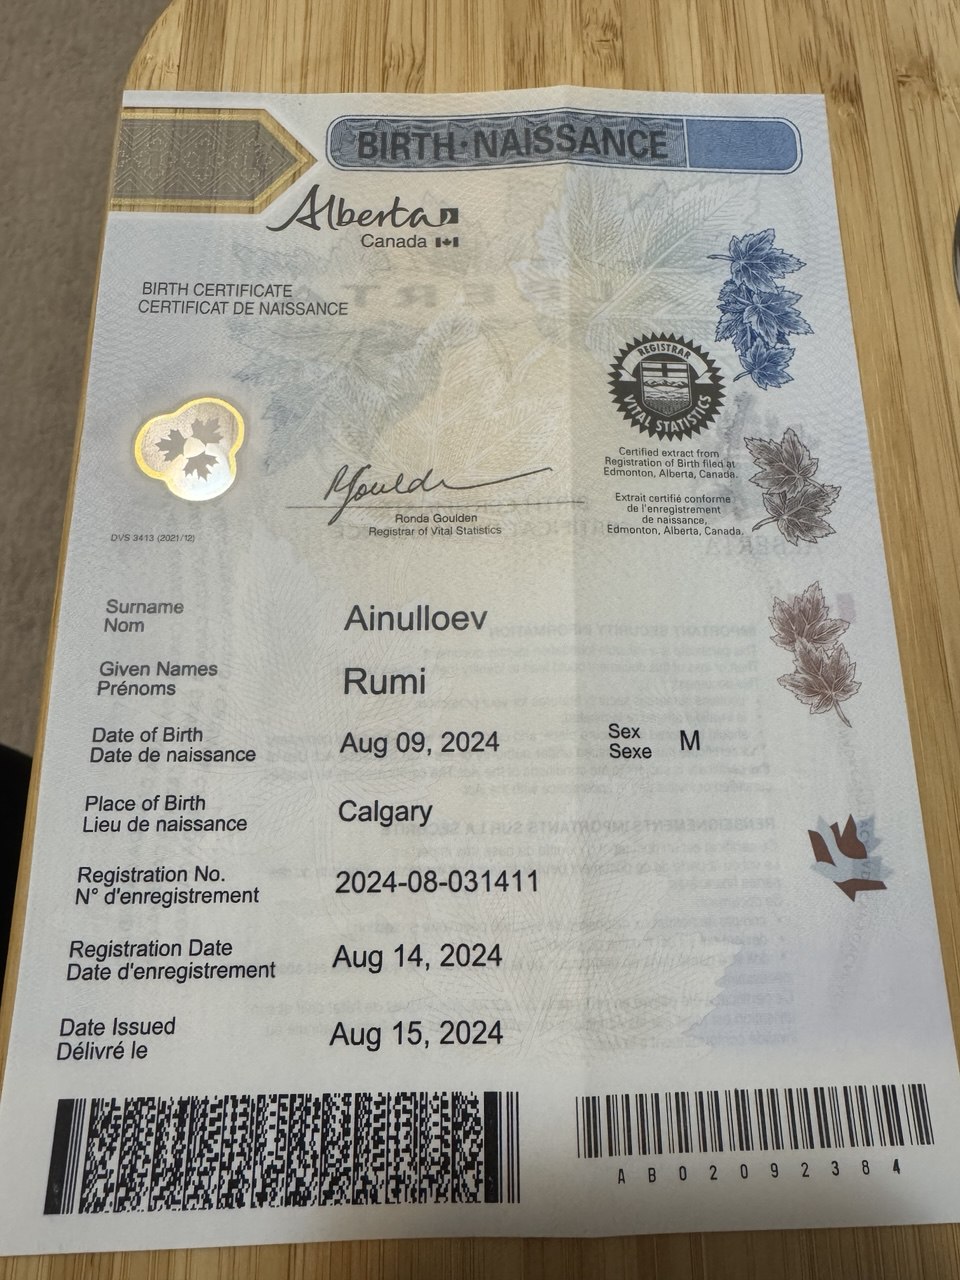 BIRTH·NAISSANCE
Alberta
Canada
BIRTH CERTIFICATE
CERTIFICAT DE NAISSANCE
REGISTRAR
VITAL STATISTICS
Certified extract from
Registration of Birth filed at
Edmonton, Alberta, Canada.
Extrait certifié conforme
de l'enregistrement
de naissance,
Edmonton, Alberta, Canada.
RGoulden
Ronda Goulden
Registrar of Vital Statistics
DVS 3413 (2021/12)
Surname
Nom
Ainulloev
Given Names
Prénoms
Rumi
Date of Birth
Date de naissance
Aug 09, 2024
Sex
Sexe
M
Place of Birth
Lieu de naissance
Calgary
Registration No.
N° d'enregistrement
2024-08-031411
Registration Date
Date d'enregistrement
Aug 14, 2024
Date Issued
Délivré le
Aug 15, 2024
AB02092384